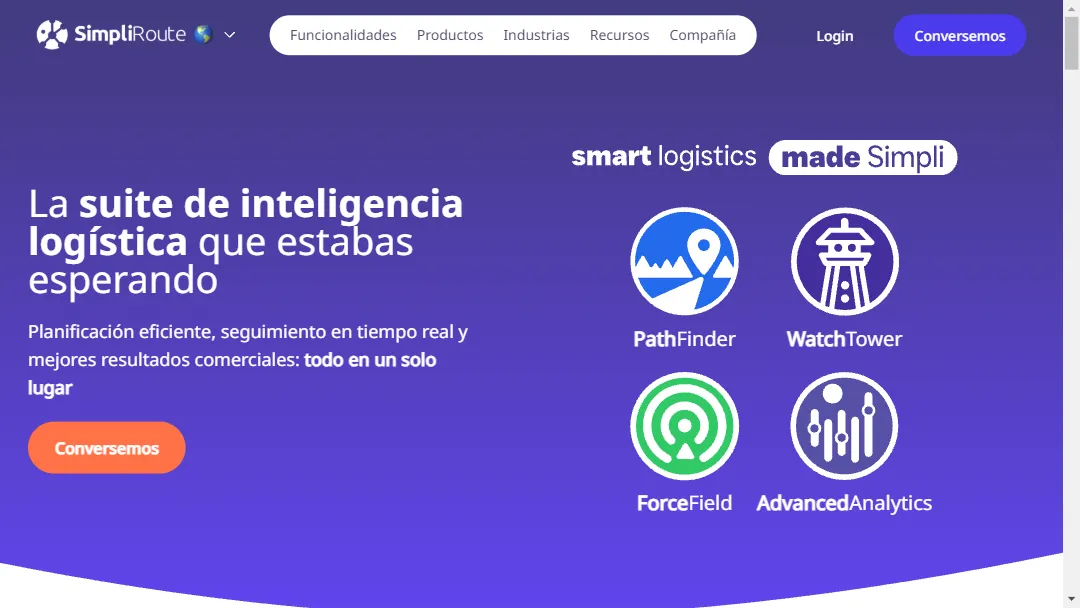 SimpliRoute
Funcionalidades
Productos
Industrias
Recursos
Compañía
Login
Conversemos
La suite de inteligencia
logística que estabas
esperando
Planificación eficiente, seguimiento en tiempo real y
mejores resultados comerciales: todo en un solo
lugar
Conversemos
smart logistics made Simpli
PathFinder
WatchTower
ForceField
AdvancedAnalytics